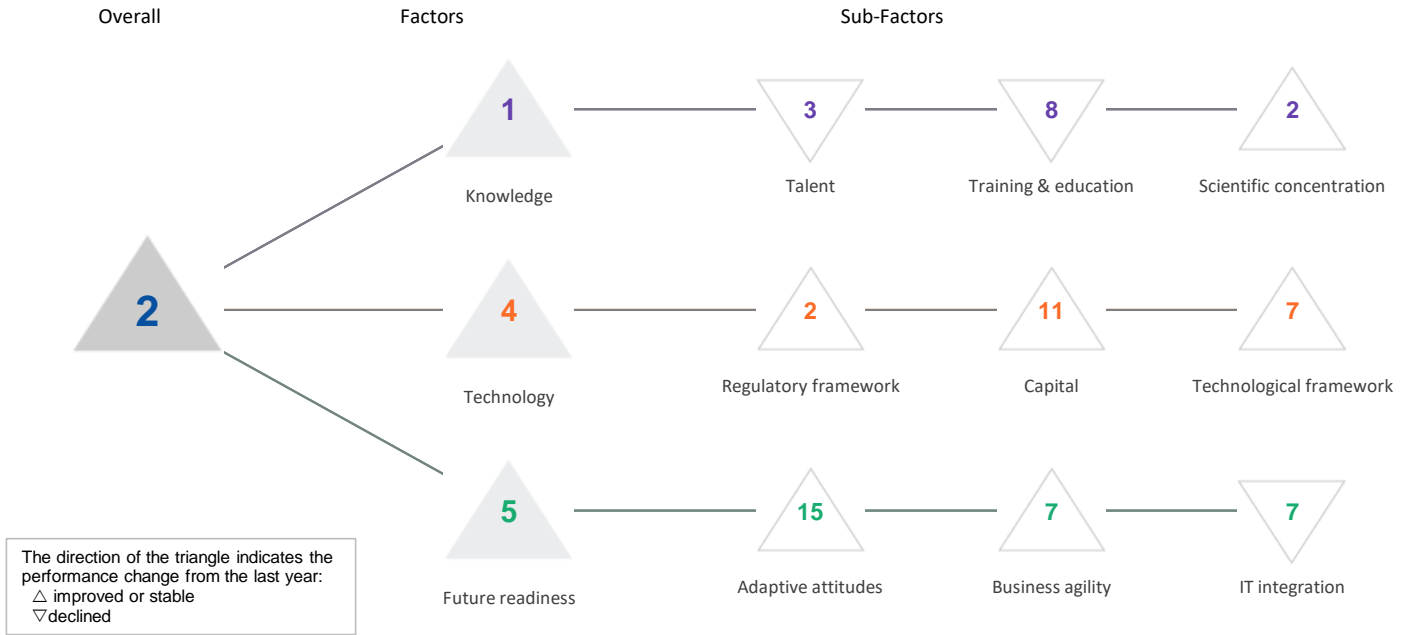 Overall Factors Sub-Factors
1 3 8 2
Knowledge Talent Training & education Scientific concentration
2 4 2 11 7
Technology Regulatory framework Capital Technological framework
5 15 7 7
Future readiness Adaptive attitudes Business agility IT integration
The direction of the triangle indicates the
performance change from the last year:
△ improved or stable
▽declined